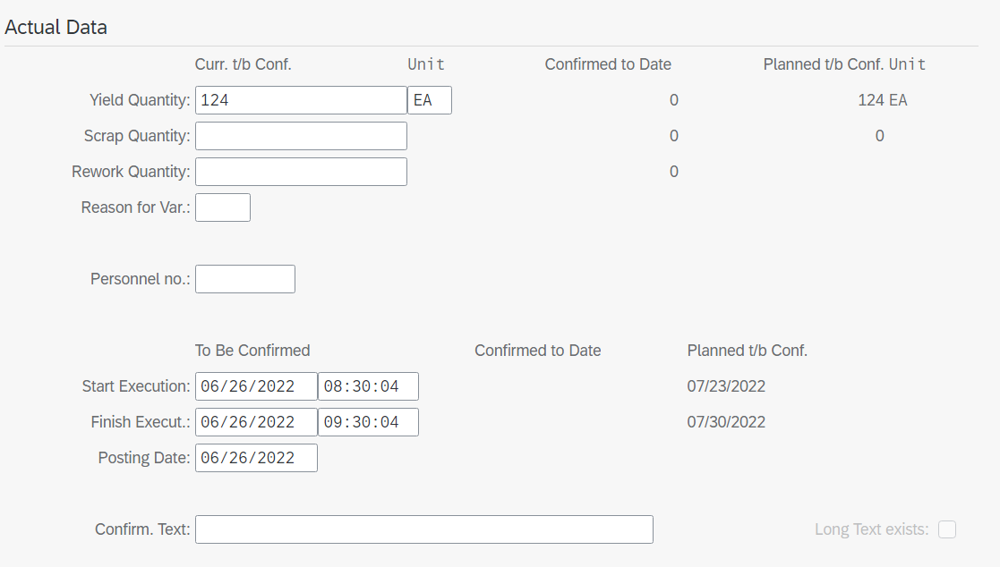 Actual Data
Curr. t/b Conf. Unit Confirmed to Date Planned t/b Conf. Unit
Yield Quantity: 124 EA 0 124 EA
Scrap Quantity: 0 0
Rework Quantity: 0
Reason for Var.:
Personnel no.:
To Be Confirmed Confirmed to Date Planned t/b Conf.
Start Execution: 06/26/2022 08:30:04 07/23/2022
Finish Execut.: 06/26/2022 09:30:04 07/30/2022
Posting Date: 06/26/2022
Confirm. Text: Long Text exists: